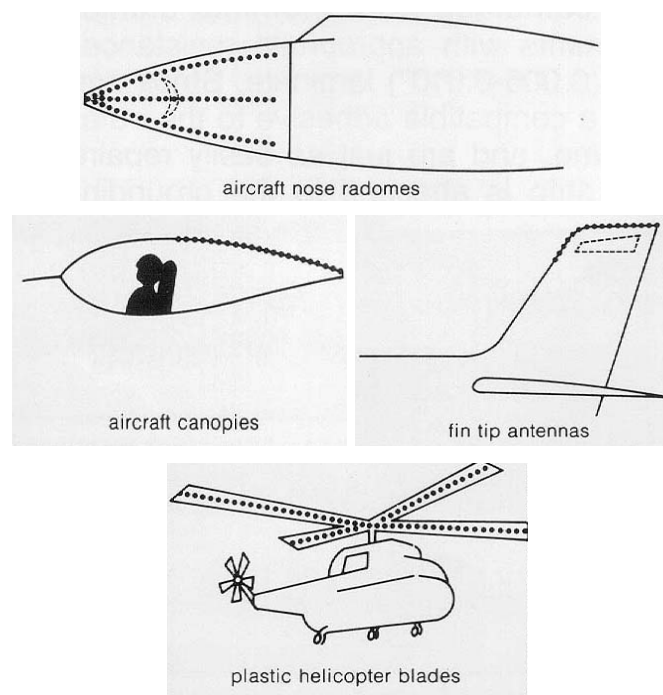 aircraft nose radomes
aircraft canopies
fin tip antennas
plastic helicopter blades